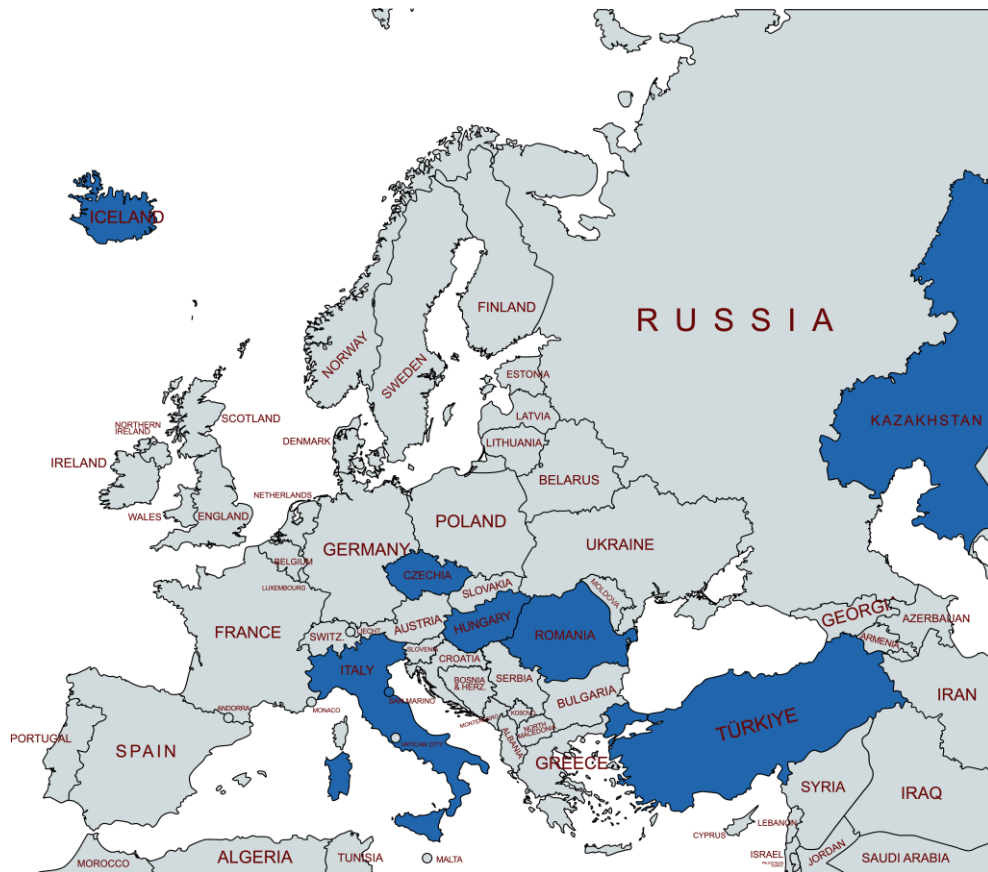 ICELAND
FINLAND
RUSSIA
NORWAY
SWEDEN
ESTONIA
SCOTLAND
NORTHERN
IRELAND
LATVIA
KAZAKHSTAN
DENMARK
LITHUANIA
IRELAND
BELARUS
NETHERLANDS
WALES
ENGLAND
POLAND
GERMANY
UKRAINE
BELGIUM
CZECHIA
LUXEMBOURG
SLOVAKIA
MOLDOVA
FRANCE
SWITZ.
IECHT
AUSTRIA
HUNGARY
ROMANIA
GEORGI
AZERBAIJAN
ARMENIA
SLOVENIA
CROATIA
ITALY
BOSNIA
& HERZ.
SERBIA
BULGARIA
IRAN
SAN MARINO
MONACO
ANDORRA
MONTENEGRO
KOSOVO
NORTH
MACEDONIA
TÜRKIYE
PORTUGAL
SPAIN
VATICAN CITY
ALBANIA
GREECE
SYRIA
IRAQ
CYPRUS
LEBANON
ISRAEL
JORDAN
SAUDI ARABIA
MOROCCO
ALGERIA
TUNISIA
MALTA